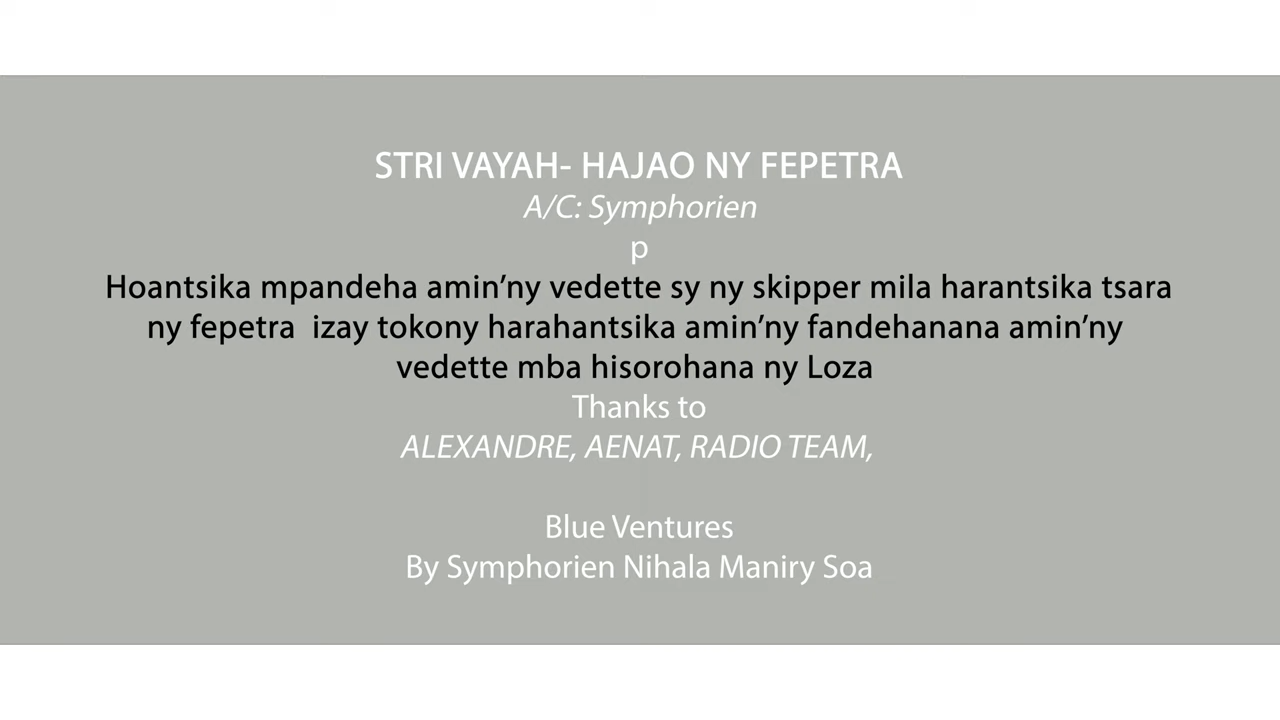 STRI VAYAH- HAJAO NY FEPETRA
A/C: Symphorien
p
Hoantsika mpandeha amin’ny vedette sy ny skipper mila harantsika tsara
ny fepetra  izay tokony harahantsika amin’ny fandehanana amin’ny
vedette mba hisorohana ny Loza
Thanks to
ALEXANDRE, AENAT, RADIO TEAM,
Blue Ventures
By Symphorien Nihala Maniry Soa